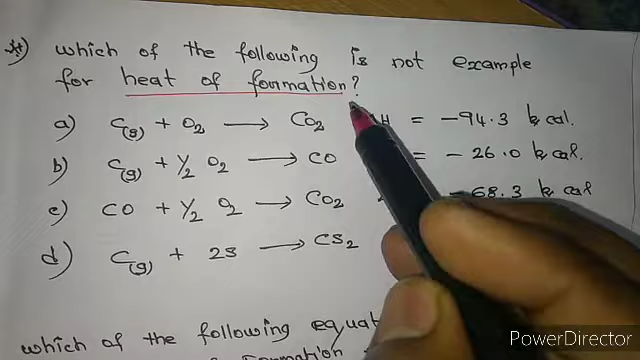 which of the following is not example
for heat of formation?
a) C(s) + O₂ → CO₂ H = -94.3 k cal.
b) C(g) + ½ O₂ → CO = - 26.0 k cal.
c) CO + ½ O₂ → CO₂ -68.3 k cal
d) C(g) + 2S → CS₂
which of the following equat
formation
PowerDirector